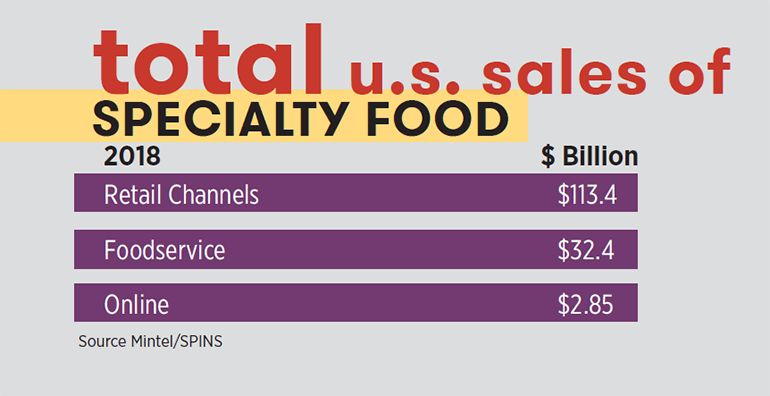 total u.s. sales of
SPECIALTY FOOD
2018 $ Billion
Retail Channels $113.4
Foodservice $32.4
Online $2.85
Source Mintel/SPINS